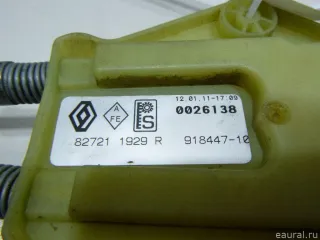 12.01.11-17:09
0026138
A
FE
S
82721 1929 R 918447-10
eaural.ru